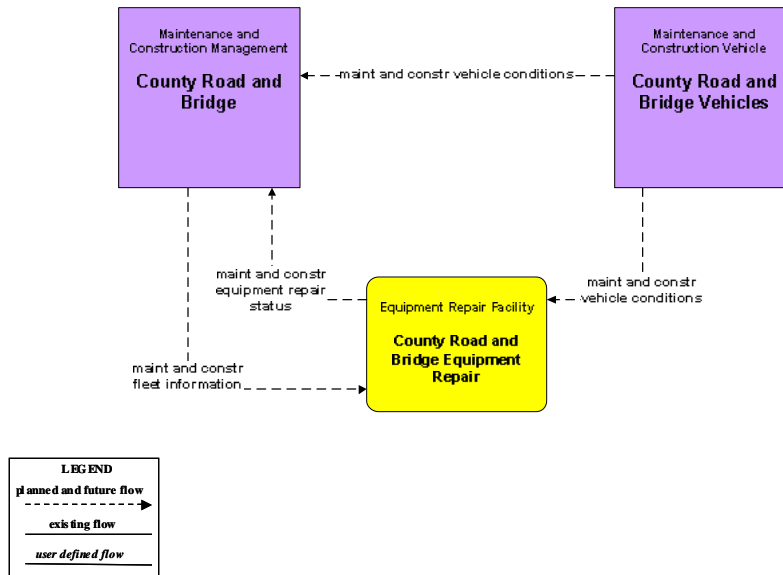 Maintenance and
Construction Management
County Road and
Bridge
maint and constr vehicle conditions
Maintenance and
Construction Vehicle
County Road and
Bridge Vehicles
maint and constr
equipment repair
status
Equipment Repair Facility
County Road and
Bridge Equipment
Repair
maint and constr
vehicle conditions
maint and constr
fleet information
LEGEND
planned and future flow
existing flow
user defined flow